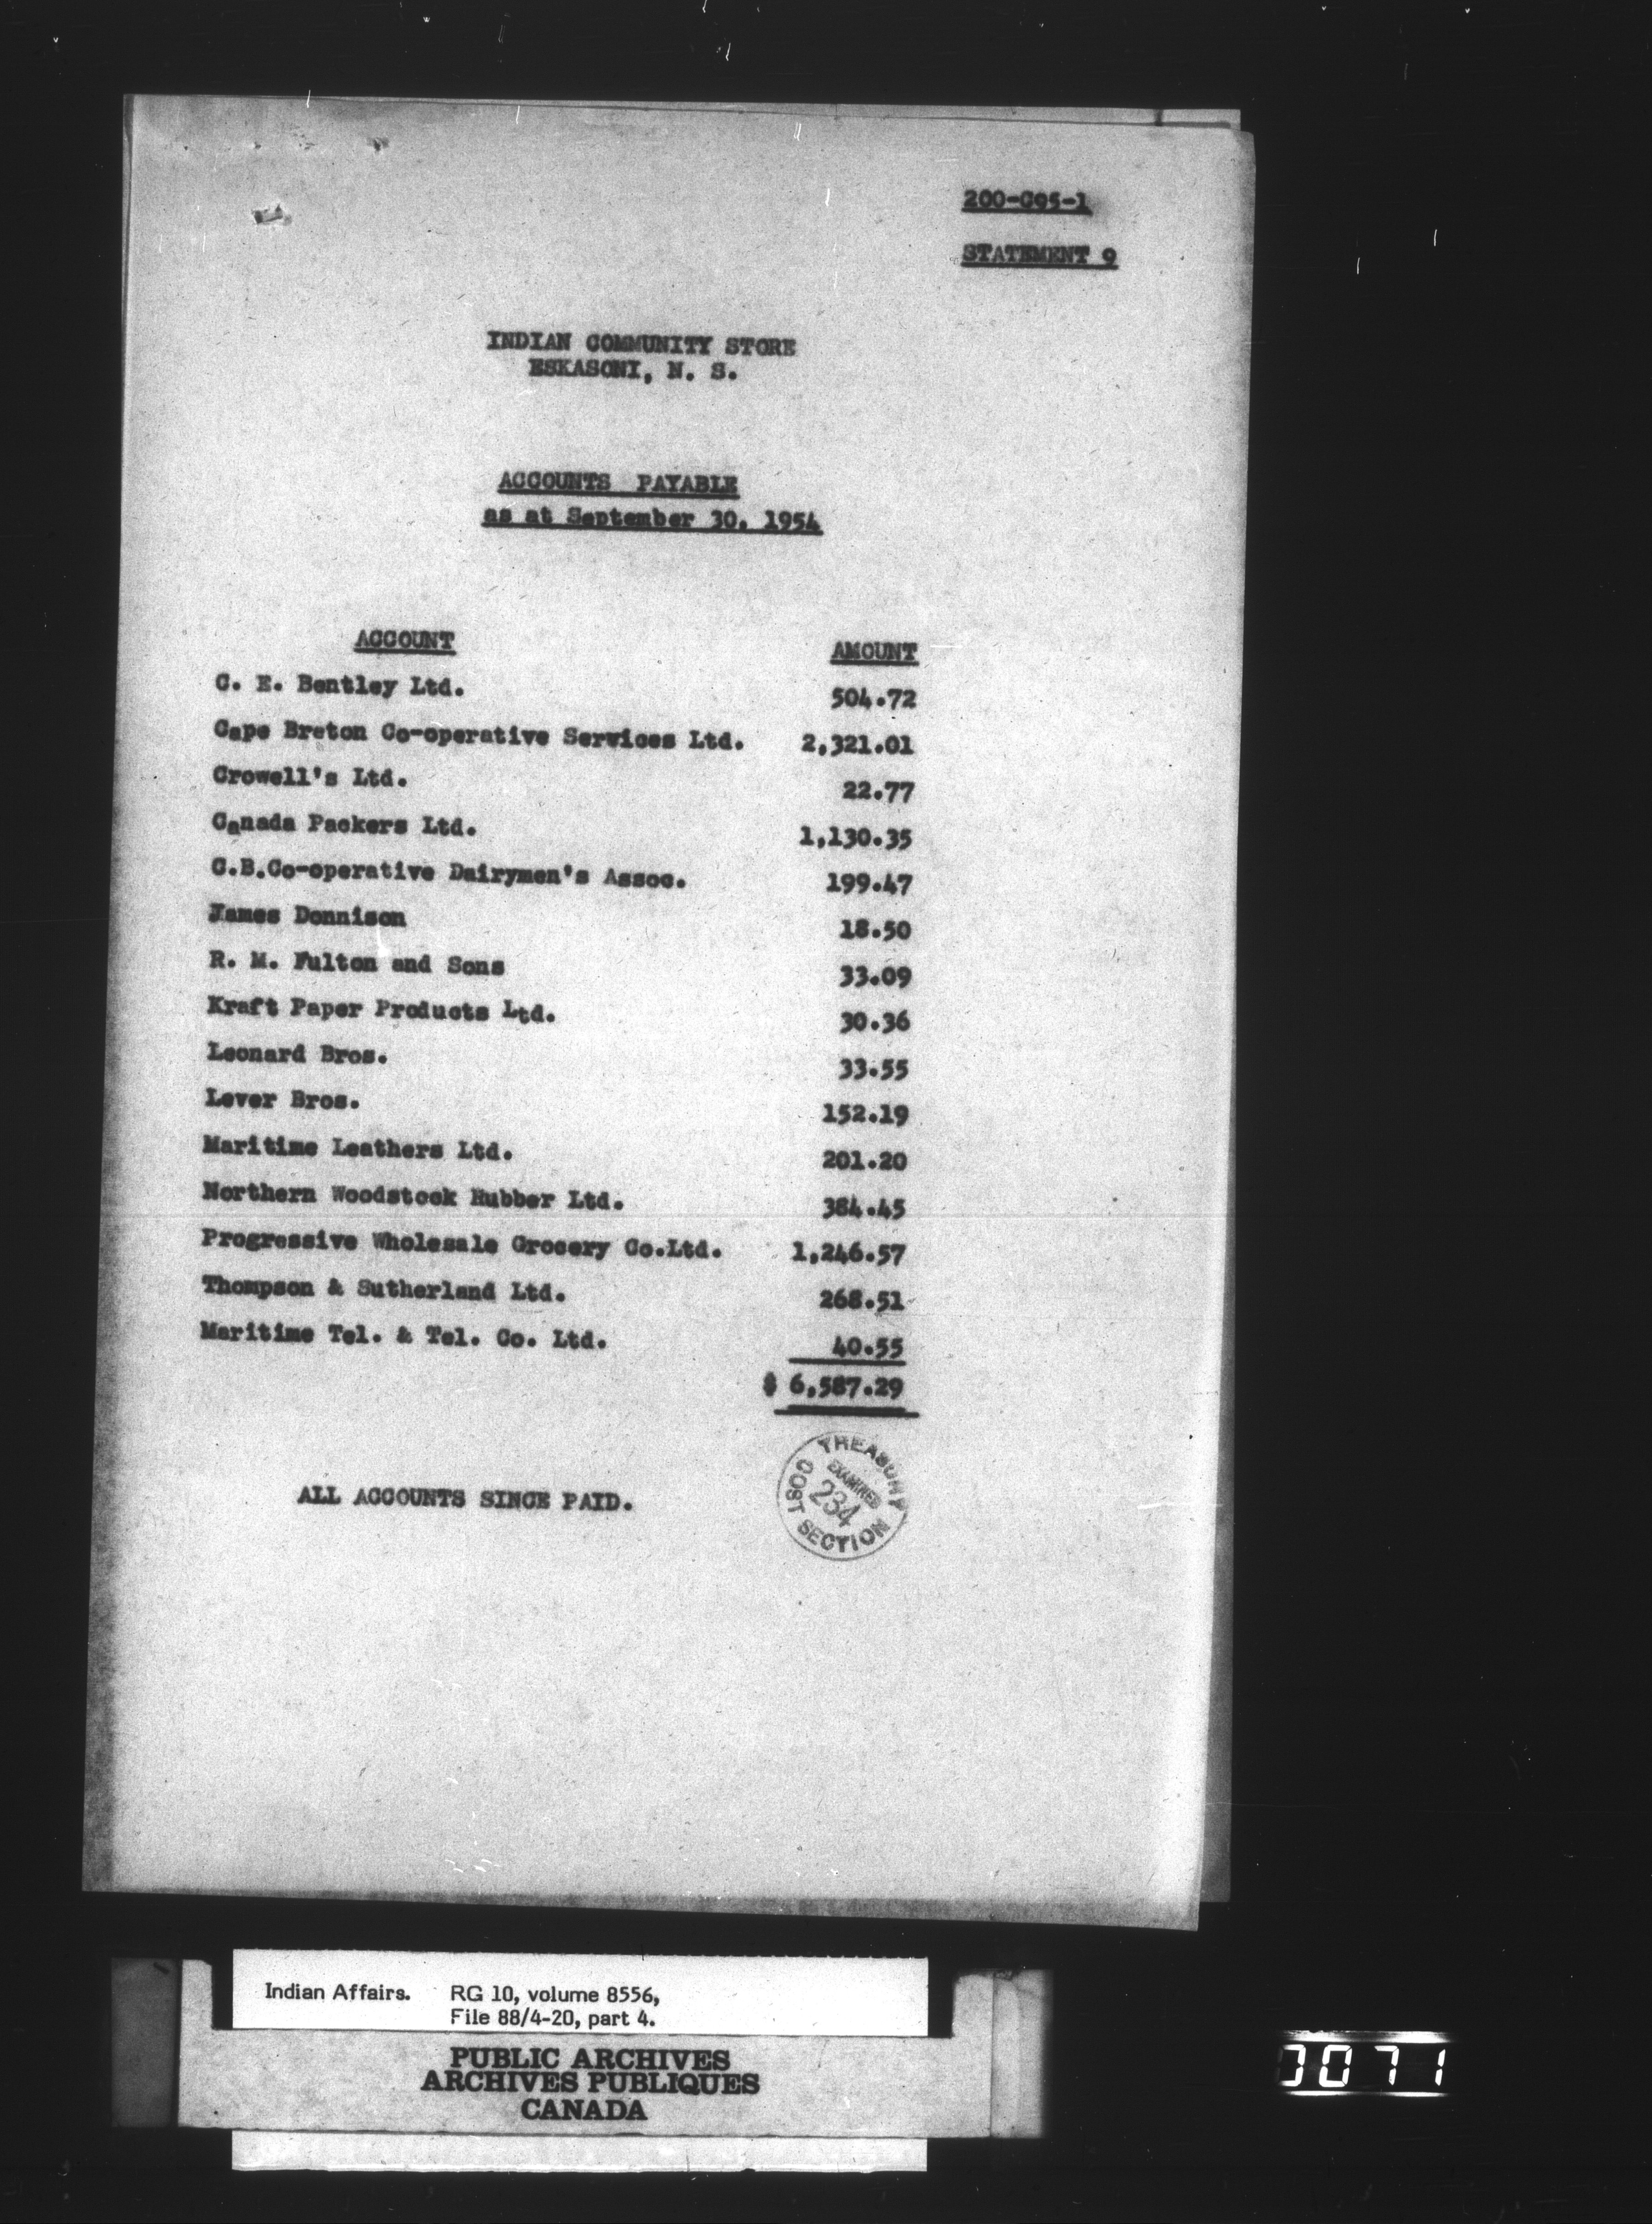 200-C95-1
STATEMENT 9
INDIAN COMMUNITY STORE
ESKASONI, N. S.
ACCOUNTS PAYABLE
as at September 30, 1954
ACCOUNT AMOUNT
C. E. Bentley Ltd. 504.72
Cape Breton Co-operative Services Ltd. 2,321.01
Crowell's Ltd. 22.77
Canada Packers Ltd. 1,130.35
C.B.Co-operative Dairymen's Assoc. 199.47
James Donnison 18.50
R. M. Fulton and Sons 33.09
Kraft Paper Products Ltd. 30.36
Leonard Bros. 33.55
Lever Bros. 152.19
Maritime Leathers Ltd. 201.20
Northern Woodstock Rubber Ltd. 384.45
Progressive Wholesale Grocery Co.Ltd. 1,246.57
Thompson & Sutherland Ltd. 268.51
Maritime Tel. & Tel. Co. Ltd. 40.55
$ 6,587.29
ALL ACCOUNTS SINCE PAID.
TREASURY
COST
EXAMINED
234
SECTION
Indian Affairs. RG 10, volume 8556,
File 88/4-20, part 4.
PUBLIC ARCHIVES
ARCHIVES PUBLIQUES
CANADA
0071